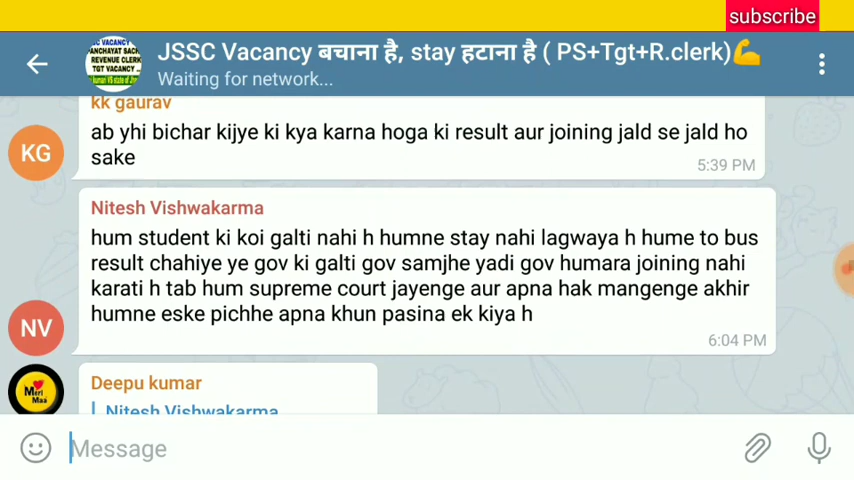 subscribe
JSSC Vacancy बचाना है, stay हटाना है ( PS+Tgt+R.clerk)💪
Waiting for network...
kk gaurav
KG
ab yhi bichar kijye ki kya karna hoga ki result aur joining jald se jald ho
sake
5:39 PM
Nitesh Vishwakarma
hum student ki koi galti nahi h humne stay nahi lagwaya h hume to bus
result chahiye ye gov ki galti gov samjhe yadi gov humara joining nahi
karati h tab hum supreme court jayenge aur apna hak mangenge akhir
humne eske pichhe apna khun pasina ek kiya h
NV
6:04 PM
Deepu kumar
Nitesh Vishwakarma
Meri
Maa
Message